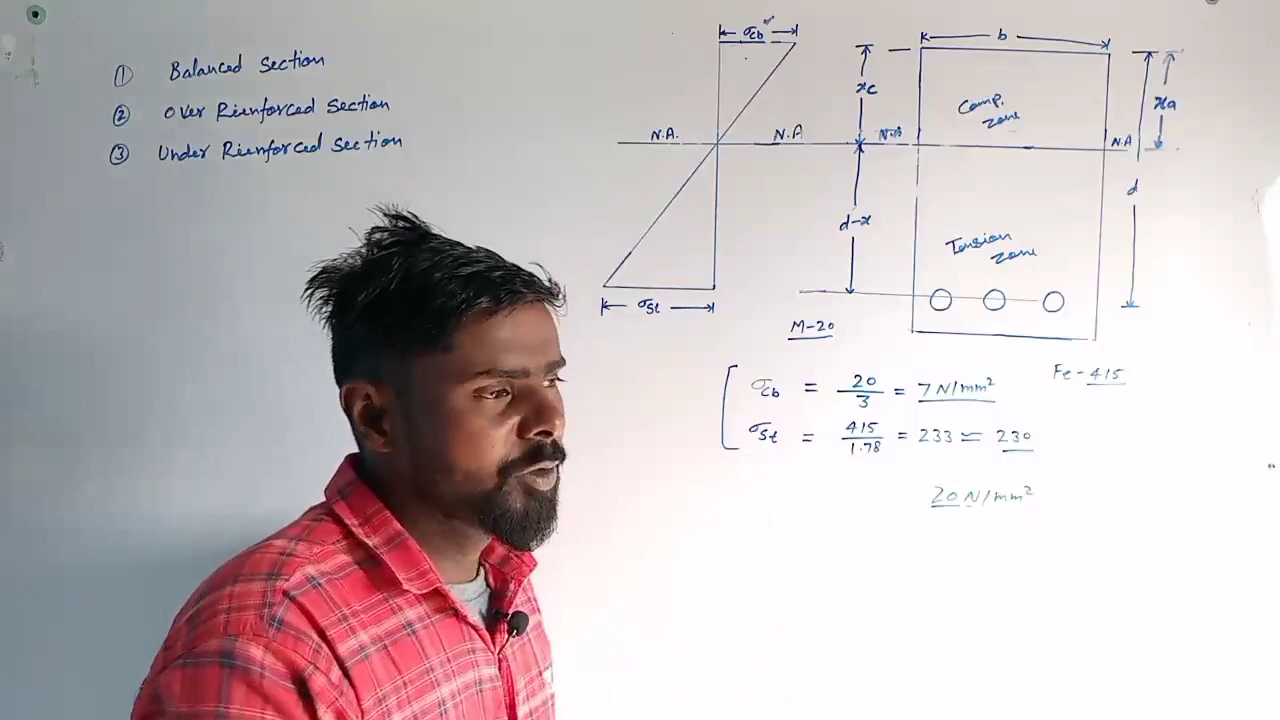 ① Balanced Section
② Over Rienforced Section
③ Under Rienforced Section
σcb
N.A.
N.A
σst
xc
N.A
d-x
b
Comp. zone
N.A
xa
d
Tension zone
M-20
Fe-415
σcb = 20/3 = 7 N/mm²
σst = 415/1.78 = 233 ≃ 230
20 N/mm²